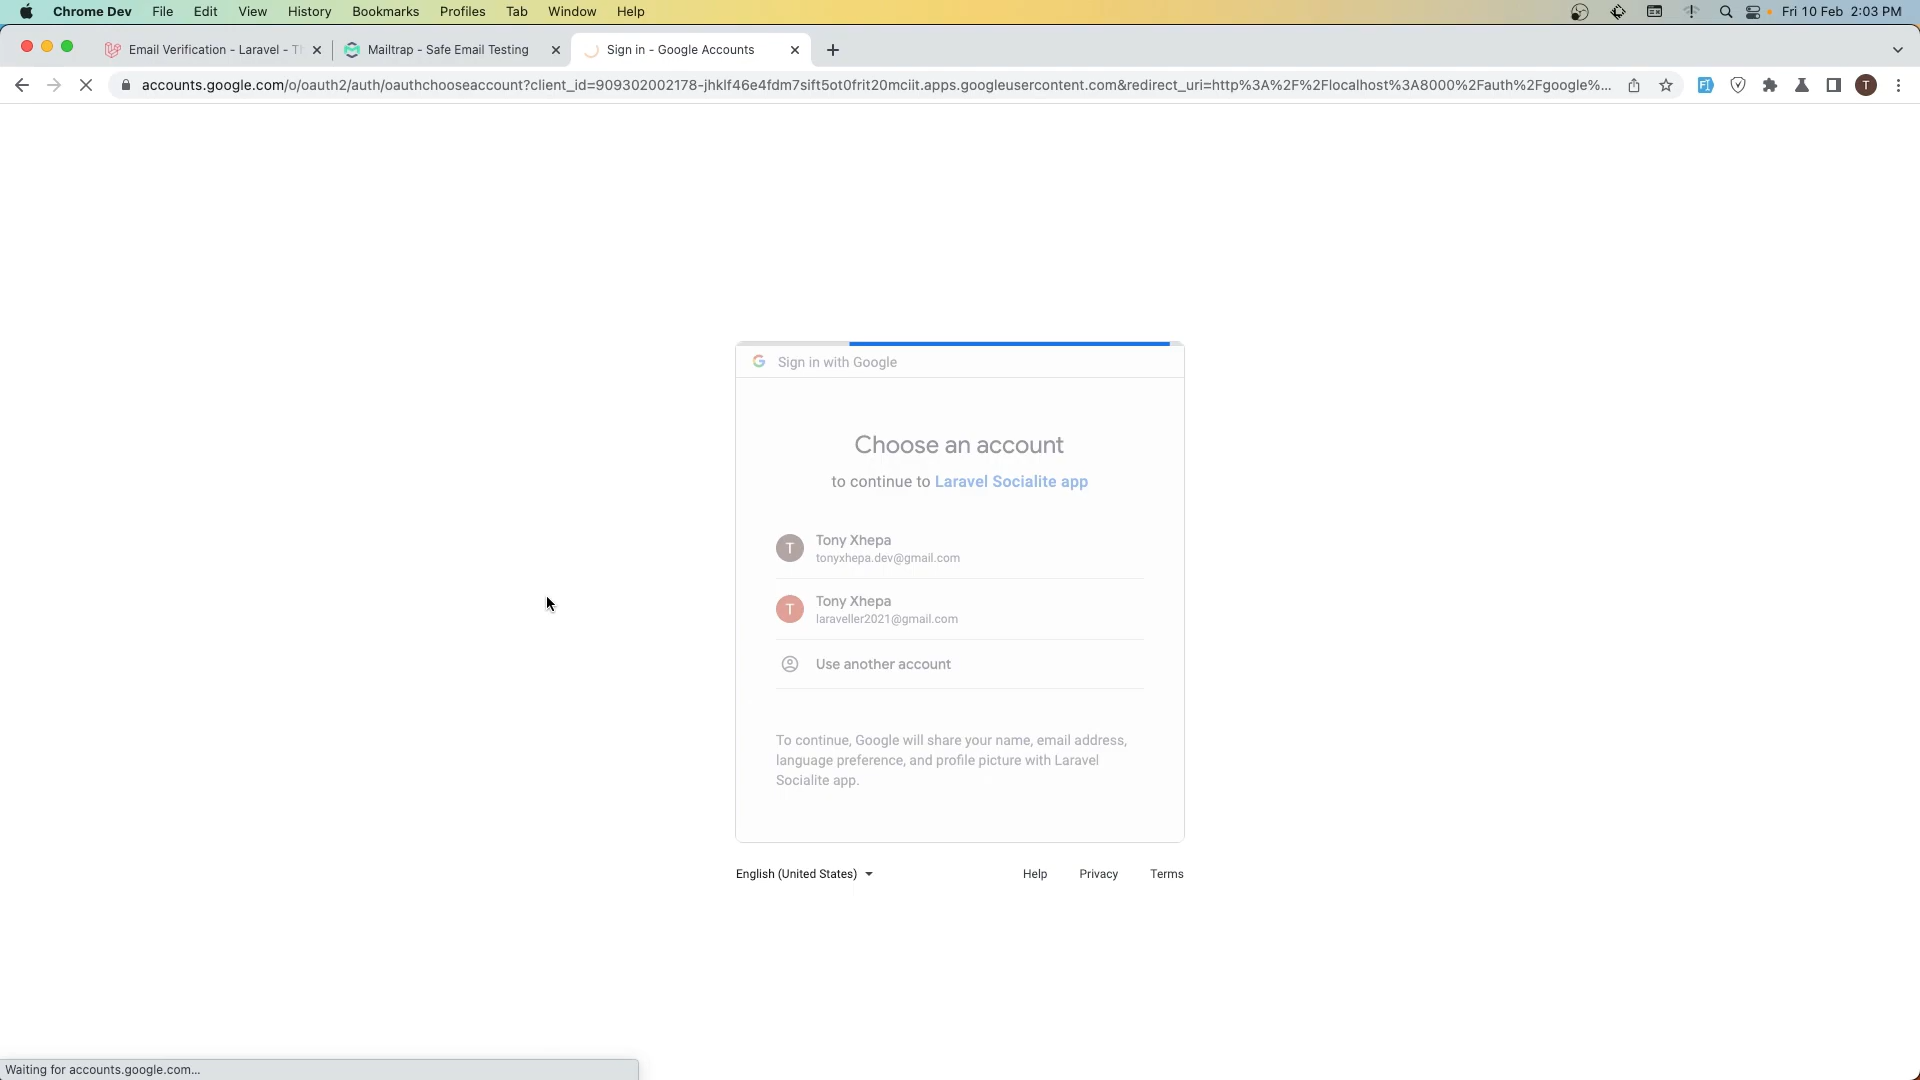 Chrome Dev File Edit View History Bookmarks Profiles Tab Window Help Fri 10 Feb 2:03 PM
Email Verification - Laravel - Mailtrap - Safe Email Testing Sign in - Google Accounts
accounts.google.com/o/oauth2/auth/oauthchooseaccount?client_id=909302002178-jhklf46e4fdm7sift5ot0frit20mciit.apps.googleusercontent.com&redirect_uri=http%3A%2F%2Flocalhost%3A8000%2Fauth%2Fgoogle%... T
Sign in with Google
Choose an account
to continue to Laravel Socialite app
T Tony Xhepa
tonyxhepa.dev@gmail.com
T Tony Xhepa
laraveller2021@gmail.com
Use another account
To continue, Google will share your name, email address,
language preference, and profile picture with Laravel
Socialite app.
English (United States) Help Privacy Terms
Waiting for accounts.google.com...